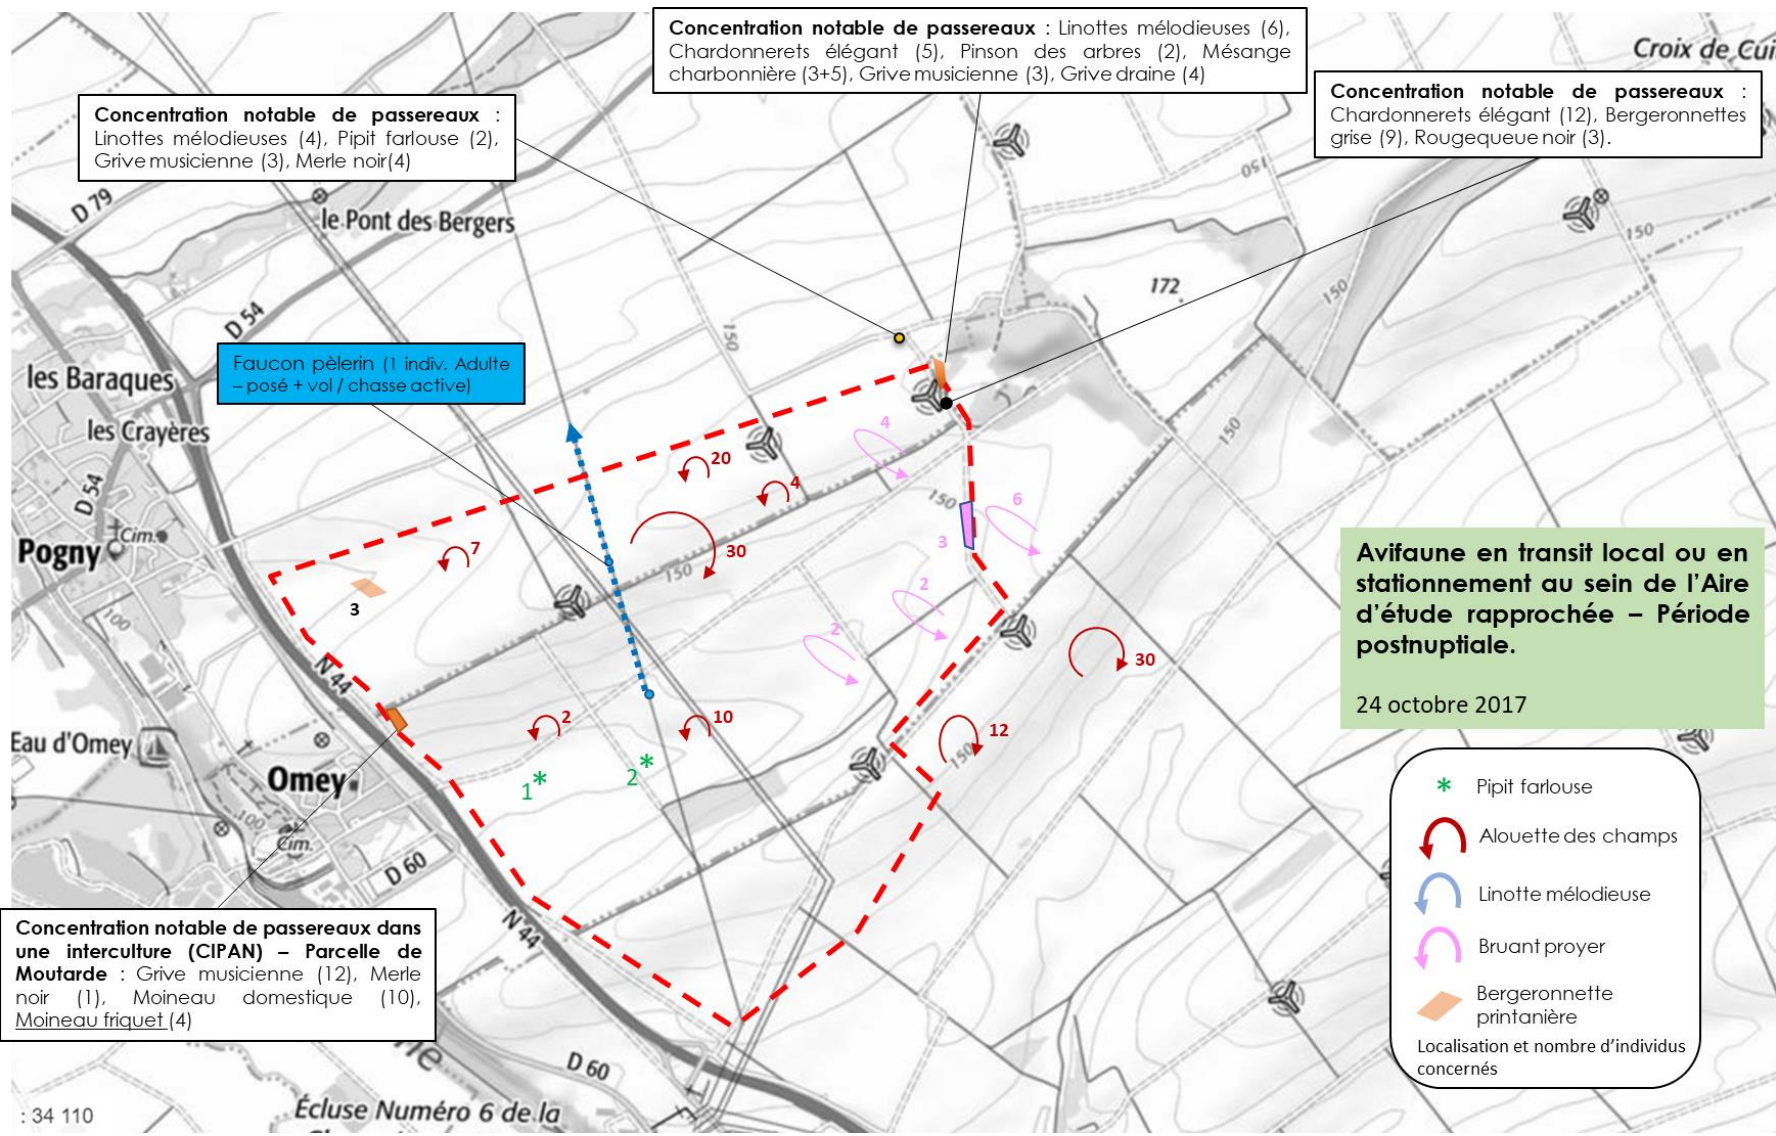 Concentration notable de passereaux : Linottes mélodieuses (6),
Chardonnerets élégant (5), Pinson des arbres (2), Mésange
charbonnière (3+5), Grive musicienne (3), Grive draine (4)
Croix de Cui
Concentration notable de passereaux :
Linottes mélodieuses (4), Pipit farlouse (2),
Grive musicienne (3), Merle noir(4)
Concentration notable de passereaux :
Chardonnerets élégant (12), Bergeronnettes
grise (9), Rougequeue noir (3).
D 79
le Pont des Bergers
150
150
D 54
172
150
150
Faucon pèlerin (1 indiv. Adulte
– posé + vol / chasse active)
les Baraques
les Crayères
4
150
20
4
D 54
150
6
Cim.
Pogny
7
30
3
150
3
100
2
2
30
N 44
2
10
12
150
Eau d'Omey
Omey
1*
2*
100
Cim.
D 60
N 44
Avifaune en transit local ou en
stationnement au sein de l'Aire
d'étude rapprochée – Période
postnuptiale.
24 octobre 2017
* Pipit farlouse
Alouette des champs
Linotte mélodieuse
Bruant proyer
Bergeronnette
printanière
Localisation et nombre d'individus
concernés
Concentration notable de passereaux dans
une interculture (CIPAN) – Parcelle de
Moutarde : Grive musicienne (12), Merle
noir (1), Moineau domestique (10),
Moineau friquet (4)
ne
D 60
: 34 110
Écluse Numéro 6 de la